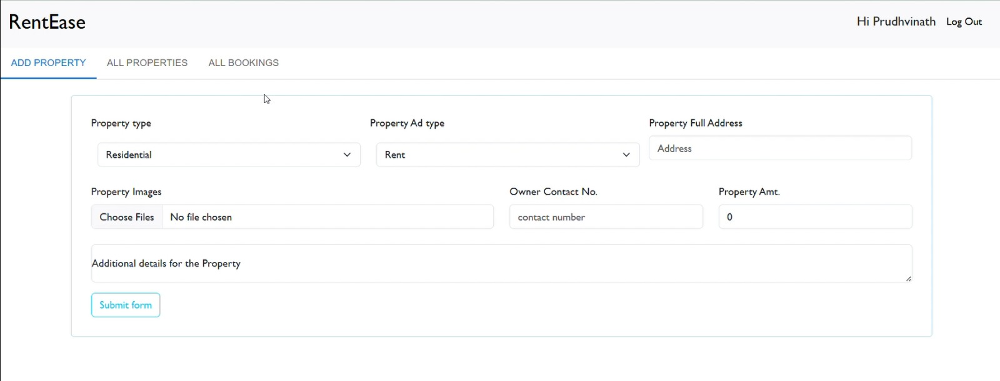 RentEase
Hi Prudhvinath Log Out
ADD PROPERTY ALL PROPERTIES ALL BOOKINGS
Property type Property Ad type Property Full Address
Residential Rent Address
Property Images Owner Contact No. Property Amt.
Choose Files No file chosen contact number 0
Additional details for the Property
Submit form